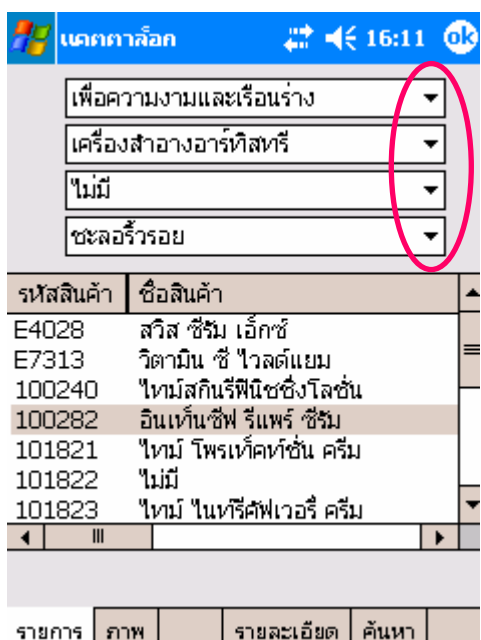 แคตตาล็อก 16:11 ok
เพื่อความงามและเรือนร่าง
เครื่องสำอางอาร์ทิสทรี
ไม่มี
ชะลอริ้วรอย
รหัสสินค้า ชื่อสินค้า
E4028 สวิส ซีรัม เอ็กซ์
E7313 วิตามิน ซี ไวลด์แยม
100240 ไทม์สกินรีฟินิชชิ่งโลชั่น
100282 อินเท็นซีฟ รีแพร์ ซีรัม
101821 ไทม์ โพรเท็คท์ชั่น ครีม
101822 ไม่มี
101823 ไทม์ ไนท์รีคัฟเวอรี่ ครีม
รายการ ภาพ รายละเอียด ค้นหา